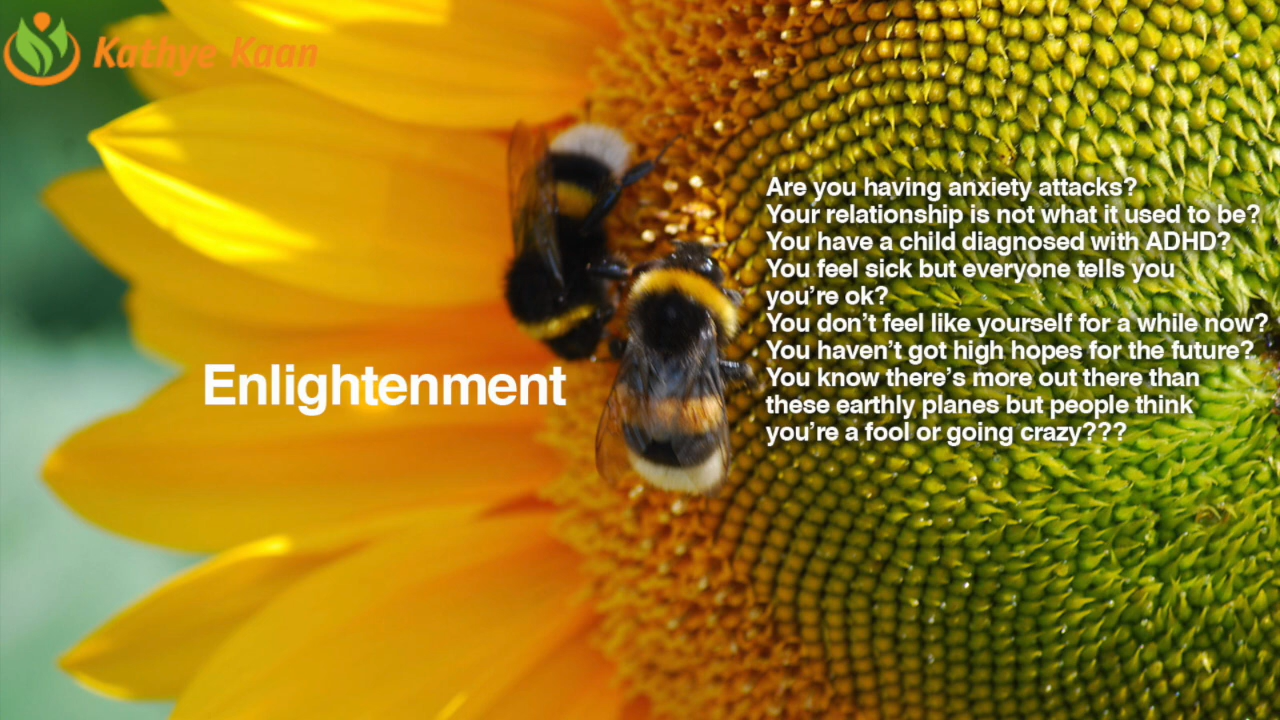 Kathye Kaan
Enlightenment
Are you having anxiety attacks?
Your relationship is not what it used to be?
You have a child diagnosed with ADHD?
You feel sick but everyone tells you
you’re ok?
You don’t feel like yourself for a while now?
You haven’t got high hopes for the future?
You know there’s more out there than
these earthly planes but people think
you’re a fool or going crazy???